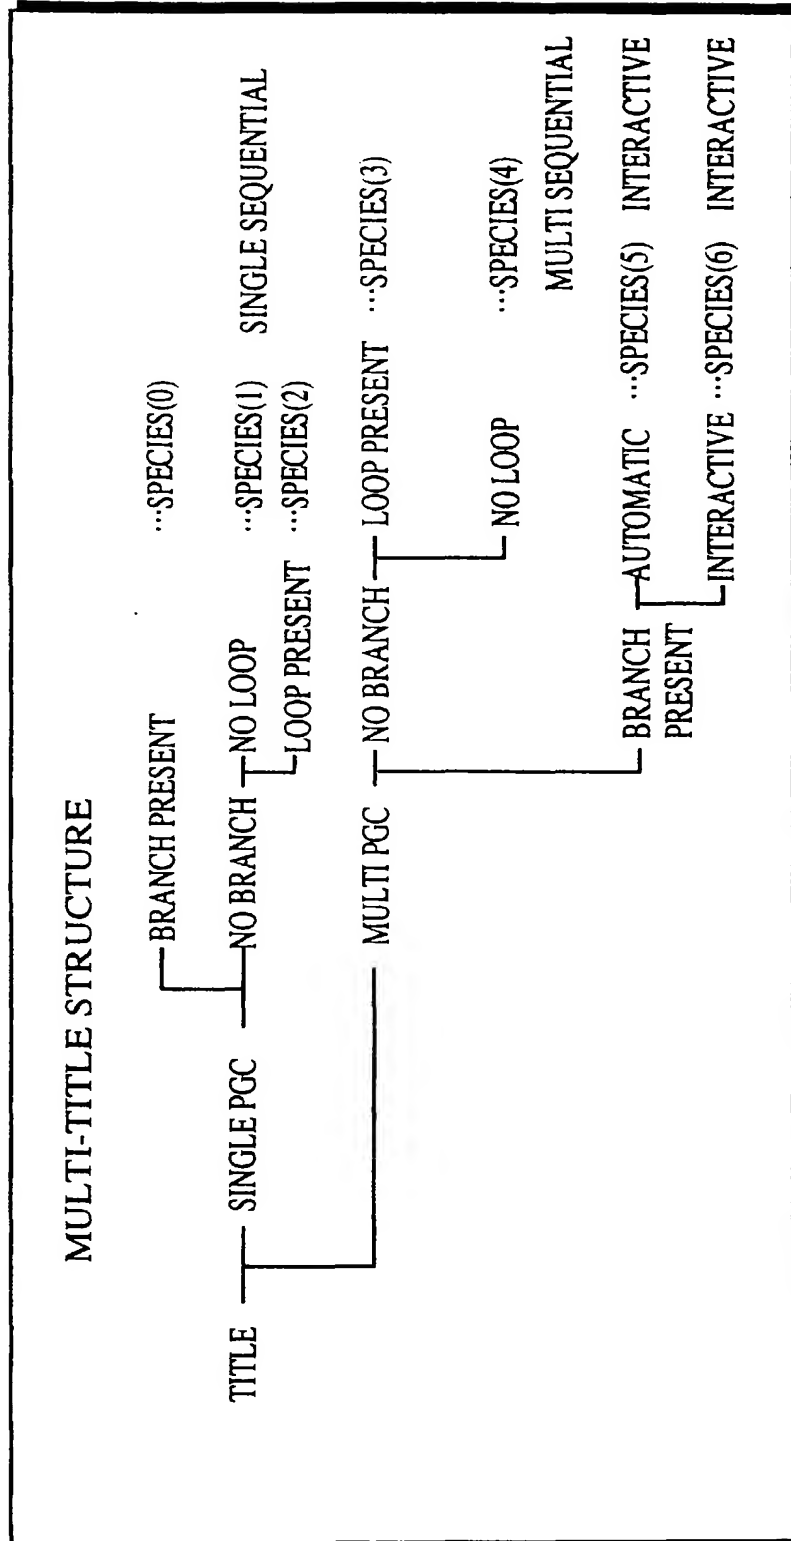 MULTI-TITLE STRUCTURE
BRANCH PRESENT ...SPECIES(0)
TITLE SINGLE PGC NO BRANCH NO LOOP ...SPECIES(1) SINGLE SEQUENTIAL
LOOP PRESENT ...SPECIES(2)
MULTI PGC NO BRANCH LOOP PRESENT ...SPECIES(3)
NO LOOP ...SPECIES(4)
MULTI SEQUENTIAL
BRANCH AUTOMATIC ...SPECIES(5) INTERACTIVE
PRESENT
INTERACTIVE ...SPECIES(6) INTERACTIVE